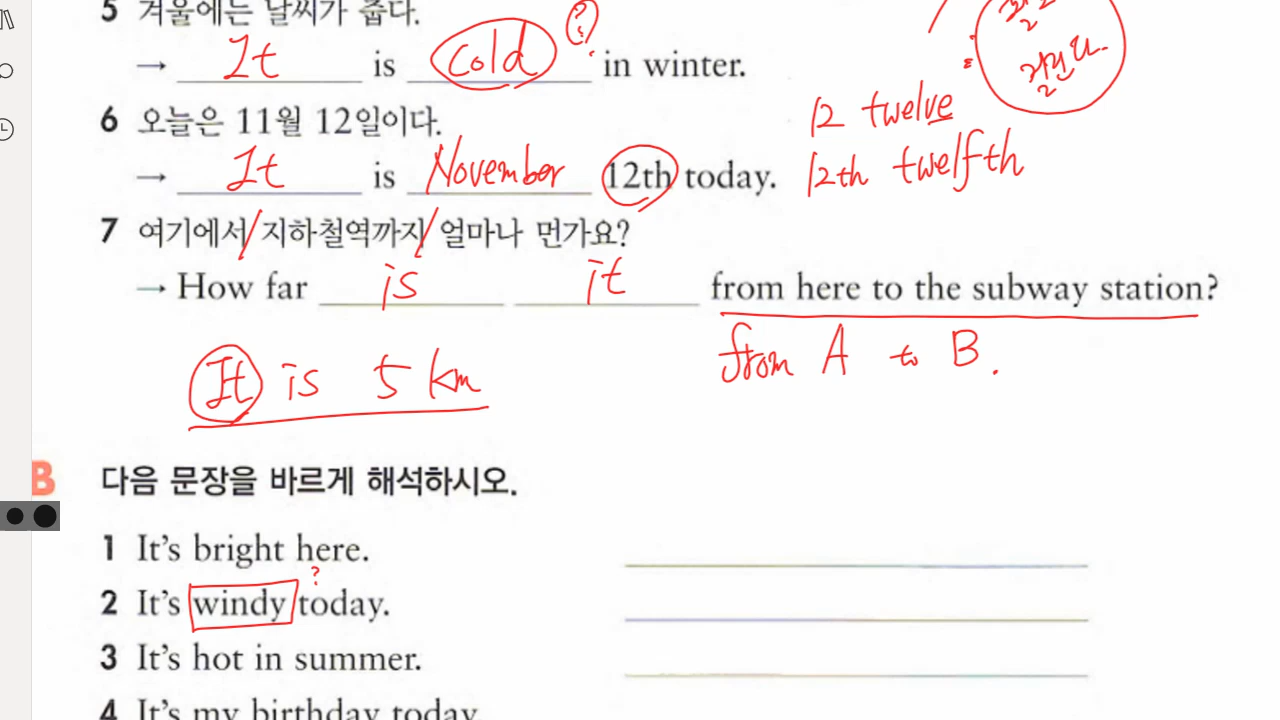 5 겨울에는 날씨가 춥다.
→ It is cold ? in winter.
6 오늘은 11월 12일이다.
12 twelve
→ It is November 12th today.
12th twelfth
7 여기에서/지하철역까지/얼마나 먼가요?
→ How far is it from here to the subway station?
from A to B.
It is 5 km
B 다음 문장을 바르게 해석하시오.
1 It's bright here.
?
2 It's windy today.
3 It's hot in summer.
4 It's my birthday today.